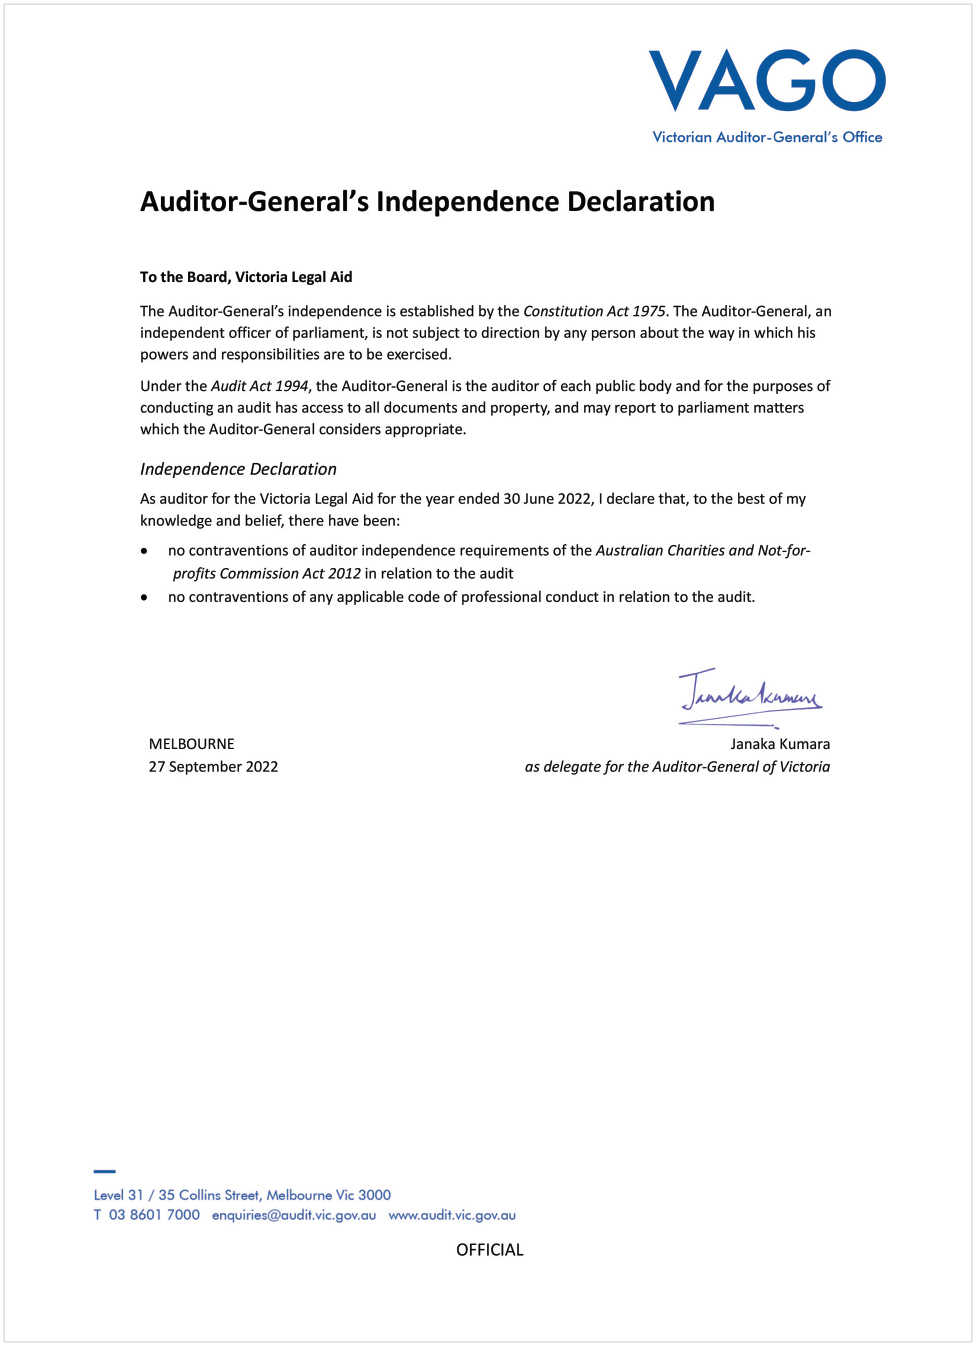 VAGO
Victorian Auditor-General's Office
Auditor-General's Independence Declaration
To the Board, Victoria Legal Aid
The Auditor-General's independence is established by the Constitution Act 1975. The Auditor-General, an
independent officer of parliament, is not subject to direction by any person about the way in which his
powers and responsibilities are to be exercised.
Under the Audit Act 1994, the Auditor-General is the auditor of each public body and for the purposes of
conducting an audit has access to all documents and property, and may report to parliament matters
which the Auditor-General considers appropriate.
Independence Declaration
As auditor for the Victoria Legal Aid for the year ended 30 June 2022, I declare that, to the best of my
knowledge and belief, there have been:
• no contraventions of auditor independence requirements of the Australian Charities and Not-for-
profits Commission Act 2012 in relation to the audit
• no contraventions of any applicable code of professional conduct in relation to the audit.
Janaka Kumara
MELBOURNE
Janaka Kumara
27 September 2022
as delegate for the Auditor-General of Victoria
Level 31 / 35 Collins Street, Melbourne Vic 3000
T 03 8601 7000 enquiries@audit.vic.gov.au www.audit.vic.gov.au
OFFICIAL